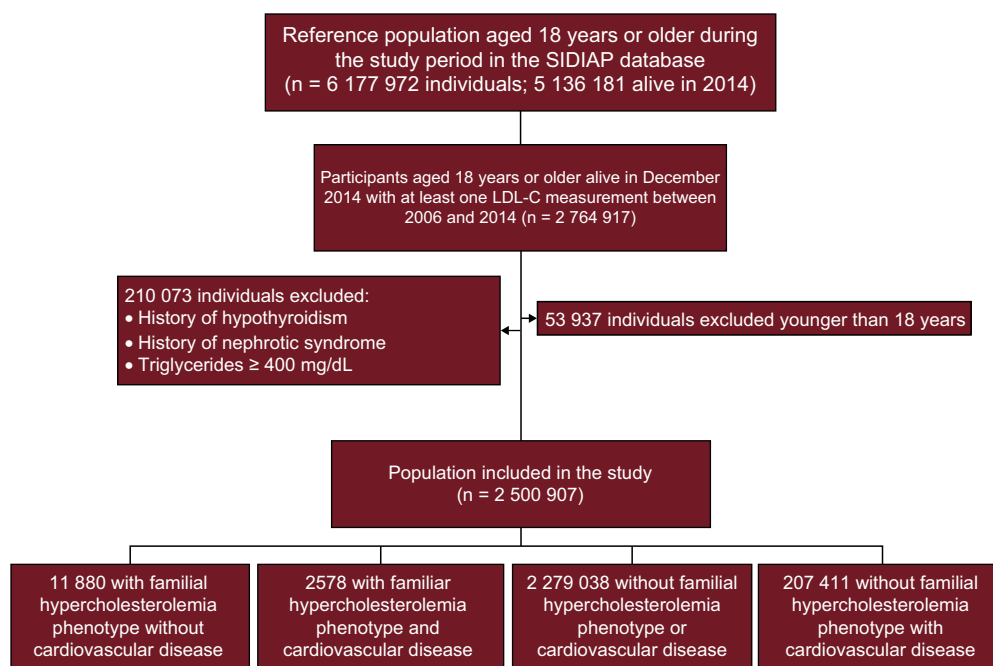 Reference population aged 18 years or older during
the study period in the SIDIAP database
(n = 6 177 972 individuals; 5 136 181 alive in 2014)
Participants aged 18 years or older alive in December
2014 with at least one LDL-C measurement between
2006 and 2014 (n = 2 764 917)
210 073 individuals excluded:
• History of hypothyroidism
• History of nephrotic syndrome
• Triglycerides ≥ 400 mg/dL
53 937 individuals excluded younger than 18 years
Population included in the study
(n = 2 500 907)
11 880 with familial
hypercholesterolemia
phenotype without
cardiovascular disease
2578 with familiar
hypercholesterolemia
phenotype and
cardiovascular disease
2 279 038 without familial
hypercholesterolemia
phenotype or
cardiovascular disease
207 411 without familial
hypercholesterolemia
phenotype with
cardiovascular disease